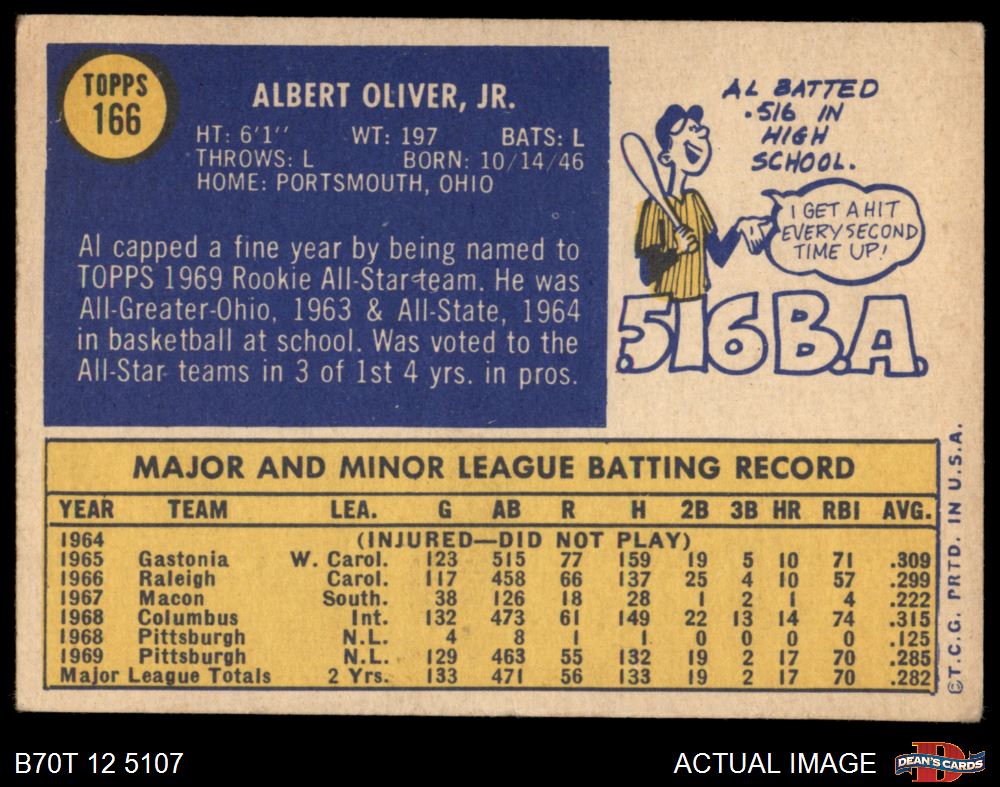 TOPPS
166
ALBERT OLIVER, JR.
HT: 6'1" WT: 197 BATS: L
THROWS: L BORN: 10/14/46
HOME: PORTSMOUTH, OHIO
Al capped a fine year by being named to
TOPPS 1969 Rookie All-Star team. He was
All-Greater-Ohio, 1963 & All-State, 1964
in basketball at school. Was voted to the
All-Star teams in 3 of 1st 4 yrs. in pros.
AL BATTED
.516 IN
HIGH
SCHOOL.
I GET A HIT
EVERY SECOND
TIME UP!
.516 B.A.
MAJOR AND MINOR LEAGUE BATTING RECORD
YEAR TEAM LEA. G AB R H 2B 3B HR RBI AVG.
1964 (INJURED—DID NOT PLAY)
1965 Gastonia W. Carol. 123 515 77 159 19 5 10 71 .309
1966 Raleigh Carol. 117 458 66 137 25 4 10 57 .299
1967 Macon South. 38 126 18 28 1 2 1 4 .222
1968 Columbus Int. 132 473 61 149 22 13 14 74 .315
1968 Pittsburgh N.L. 4 8 1 1 0 0 0 0 .125
1969 Pittsburgh N.L. 129 463 55 132 19 2 17 70 .285
Major League Totals 2 Yrs. 133 471 56 133 19 2 17 70 .282
©T.C.G. PRTD. IN U.S.A.
B70T 12 5107
ACTUAL IMAGE
D
DEAN'S CARDS